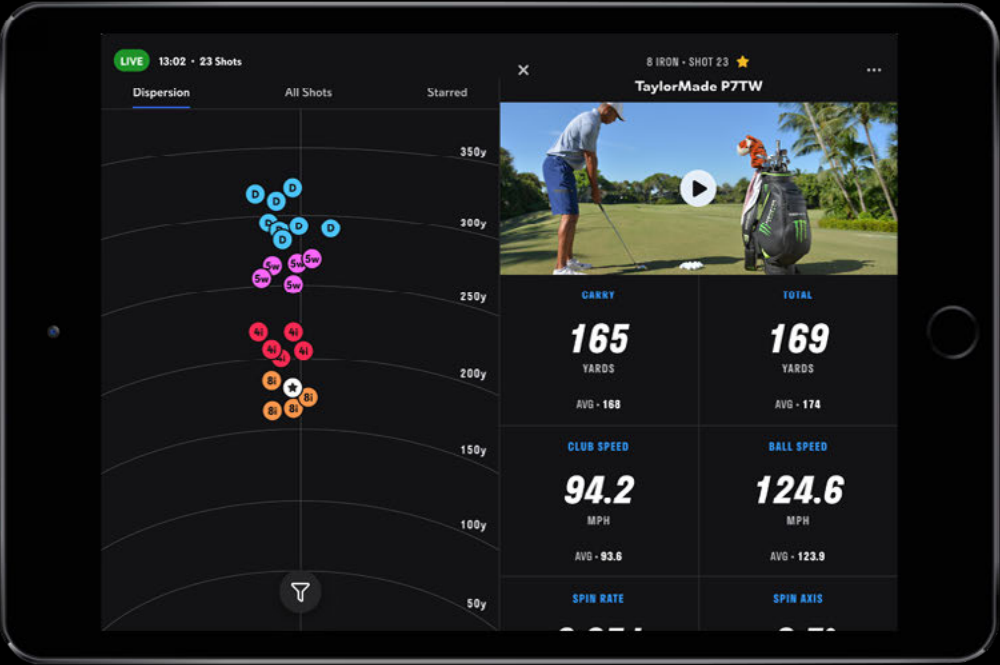 LIVE 13:02 • 23 Shots
Dispersion All Shots Starred
350y
D
D
D
300y
D
D
D
D
5w
5w
5w
5w
5w
250y
4i
4i
4i
4i
4i
200y
8i
8i
8i
8i
150y
100y
50y
8 IRON • SHOT 23
TaylorMade P7TW
CARRY
165
YARDS
AVG • 168
TOTAL
169
YARDS
AVG • 174
CLUB SPEED
94.2
MPH
AVG • 93.6
BALL SPEED
124.6
MPH
AVG • 123.9
SPIN RATE
SPIN AXIS